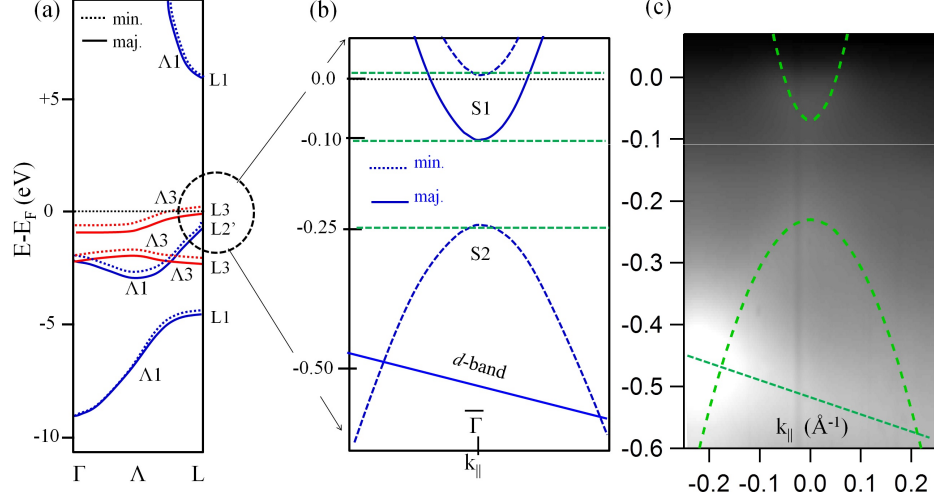 (a)
min.
maj.
Λ1
L1
+5
E-E_F (eV)
0
Λ3
L3
L2'
Λ3
Λ3
L3
Λ1
-5
L1
Λ1
-10
Γ
Λ
L
(b)
0.0
S1
-0.10
min.
maj.
-0.25
S2
-0.50
d-band
Γ̅
k||
(c)
0.0
-0.1
-0.2
-0.3
-0.4
-0.5
-0.6
k|| (Å⁻¹)
-0.2 -0.1 0.0 0.1 0.2